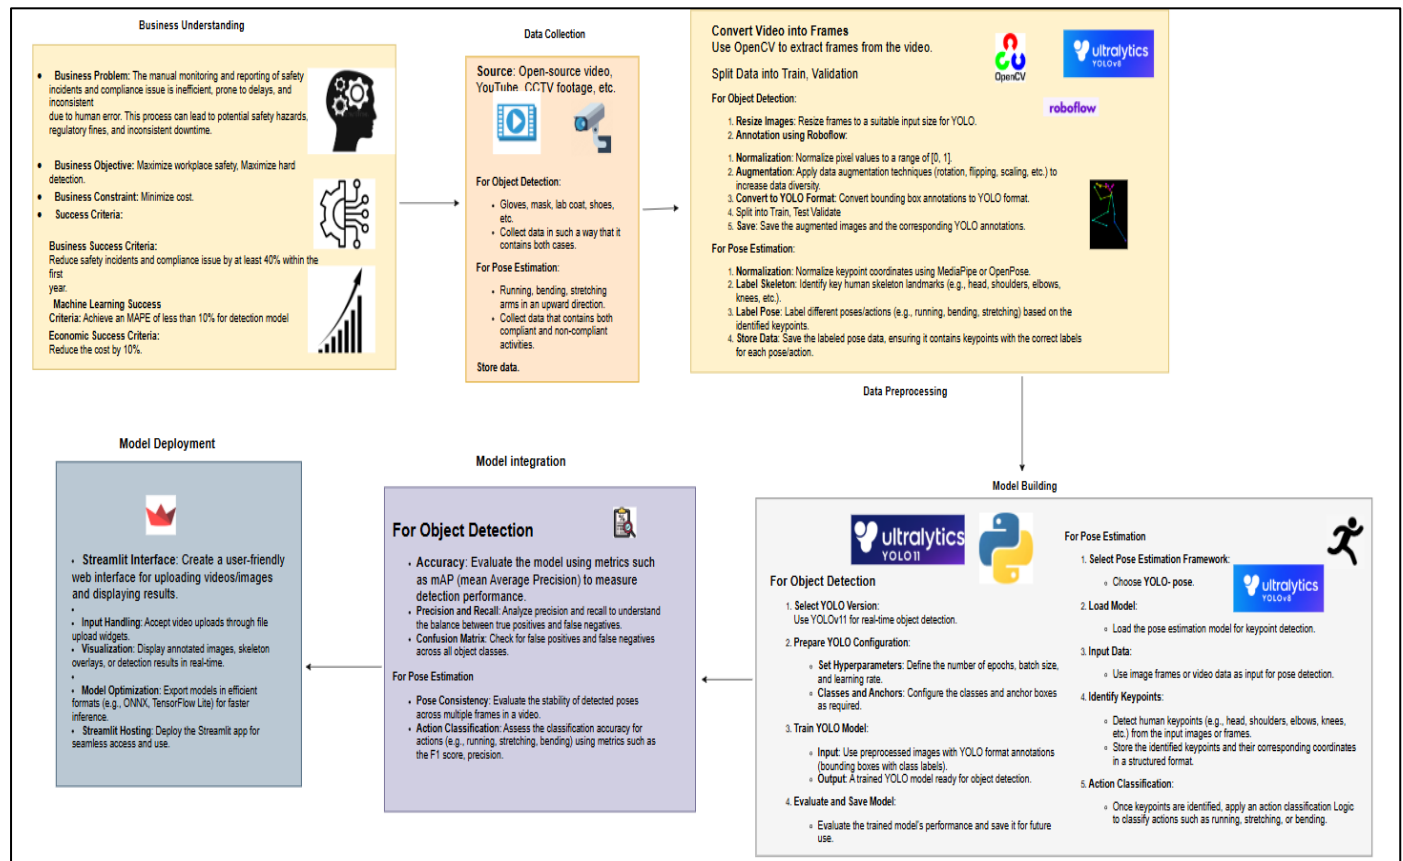 Business Understanding
Business Problem: The manual monitoring and reporting of safety
incidents and compliance issue is inefficient, prone to delays, and
inconsistent
due to human error. This process can lead to potential safety hazards,
regulatory fines, and inconsistent downtime.
Business Objective: Maximize workplace safety, Maximize hard
detection.
Business Constraint: Minimize cost.
Success Criteria:
Business Success Criteria:
Reduce safety incidents and compliance issue by at least 40% within the
first
year.
Machine Learning Success
Criteria: Achieve an MAPE of less than 10% for detection model
Economic Success Criteria:
Reduce the cost by 10%.
Data Collection
Source: Open-source video,
YouTube, CCTV footage, etc.
For Object Detection:
Gloves, mask, lab coat, shoes,
etc.
Collect data in such a way that it
contains both cases.
For Pose Estimation:
Running, bending, stretching
arms in an upward direction.
Collect data that contains both
compliant and non-compliant
activities.
Store data.
Convert Video into Frames
Use OpenCV to extract frames from the video.
Split Data into Train, Validation
OpenCV
ultralytics
YOLOv8
roboflow
For Object Detection:
1. Resize Images: Resize frames to a suitable input size for YOLO.
2. Annotation using Roboflow:
1. Normalization: Normalize pixel values to a range of [0, 1].
2. Augmentation: Apply data augmentation techniques (rotation, flipping, scaling, etc.) to
increase data diversity.
3. Convert to YOLO Format: Convert bounding box annotations to YOLO format.
4. Split into Train, Test Validate
5. Save: Save the augmented images and the corresponding YOLO annotations.
For Pose Estimation:
1. Normalization: Normalize keypoint coordinates using MediaPipe or OpenPose.
2. Label Skeleton: Identify key human skeleton landmarks (e.g., head, shoulders, elbows,
knees, etc.).
3. Label Pose: Label different poses/actions (e.g., running, bending, stretching) based on the
identified keypoints.
4. Store Data: Save the labeled pose data, ensuring it contains keypoints with the correct labels
for each pose/action.
Data Preprocessing
Model Deployment
Streamlit Interface: Create a user-friendly
web interface for uploading videos/images
and displaying results.
Input Handling: Accept video uploads through file
upload widgets.
Visualization: Display annotated images, skeleton
overlays, or detection results in real-time.
Model Optimization: Export models in efficient
formats (e.g., ONNX, TensorFlow Lite) for faster
inference.
Streamlit Hosting: Deploy the Streamlit app for
seamless access and use.
Model integration
For Object Detection
Accuracy: Evaluate the model using metrics such
as mAP (mean Average Precision) to measure
detection performance.
Precision and Recall: Analyze precision and recall to understand
the balance between true positives and false negatives.
Confusion Matrix: Check for false positives and false negatives
across all object classes.
For Pose Estimation
Pose Consistency: Evaluate the stability of detected poses
across multiple frames in a video.
Action Classification: Assess the classification accuracy for
actions (e.g., running, stretching, bending) using metrics such as
the F1 score, precision.
Model Building
ultralytics
YOLO11
For Object Detection
1. Select YOLO Version:
Use YOLOv11 for real-time object detection.
2. Prepare YOLO Configuration:
Set Hyperparameters: Define the number of epochs, batch size,
and learning rate.
Classes and Anchors: Configure the classes and anchor boxes
as required.
3. Train YOLO Model:
Input: Use preprocessed images with YOLO format annotations
(bounding boxes with class labels).
Output: A trained YOLO model ready for object detection.
4. Evaluate and Save Model:
Evaluate the trained model's performance and save it for future
use.
For Pose Estimation
1. Select Pose Estimation Framework:
Choose YOLO- pose.
ultralytics
YOLOv8
2. Load Model:
Load the pose estimation model for keypoint detection.
3. Input Data:
Use image frames or video data as input for pose detection.
4. Identify Keypoints:
Detect human keypoints (e.g., head, shoulders, elbows, knees,
etc.) from the input images or frames.
Store the identified keypoints and their corresponding coordinates
in a structured format.
5. Action Classification:
Once keypoints are identified, apply an action classification Logic
to classify actions such as running, stretching, or bending.